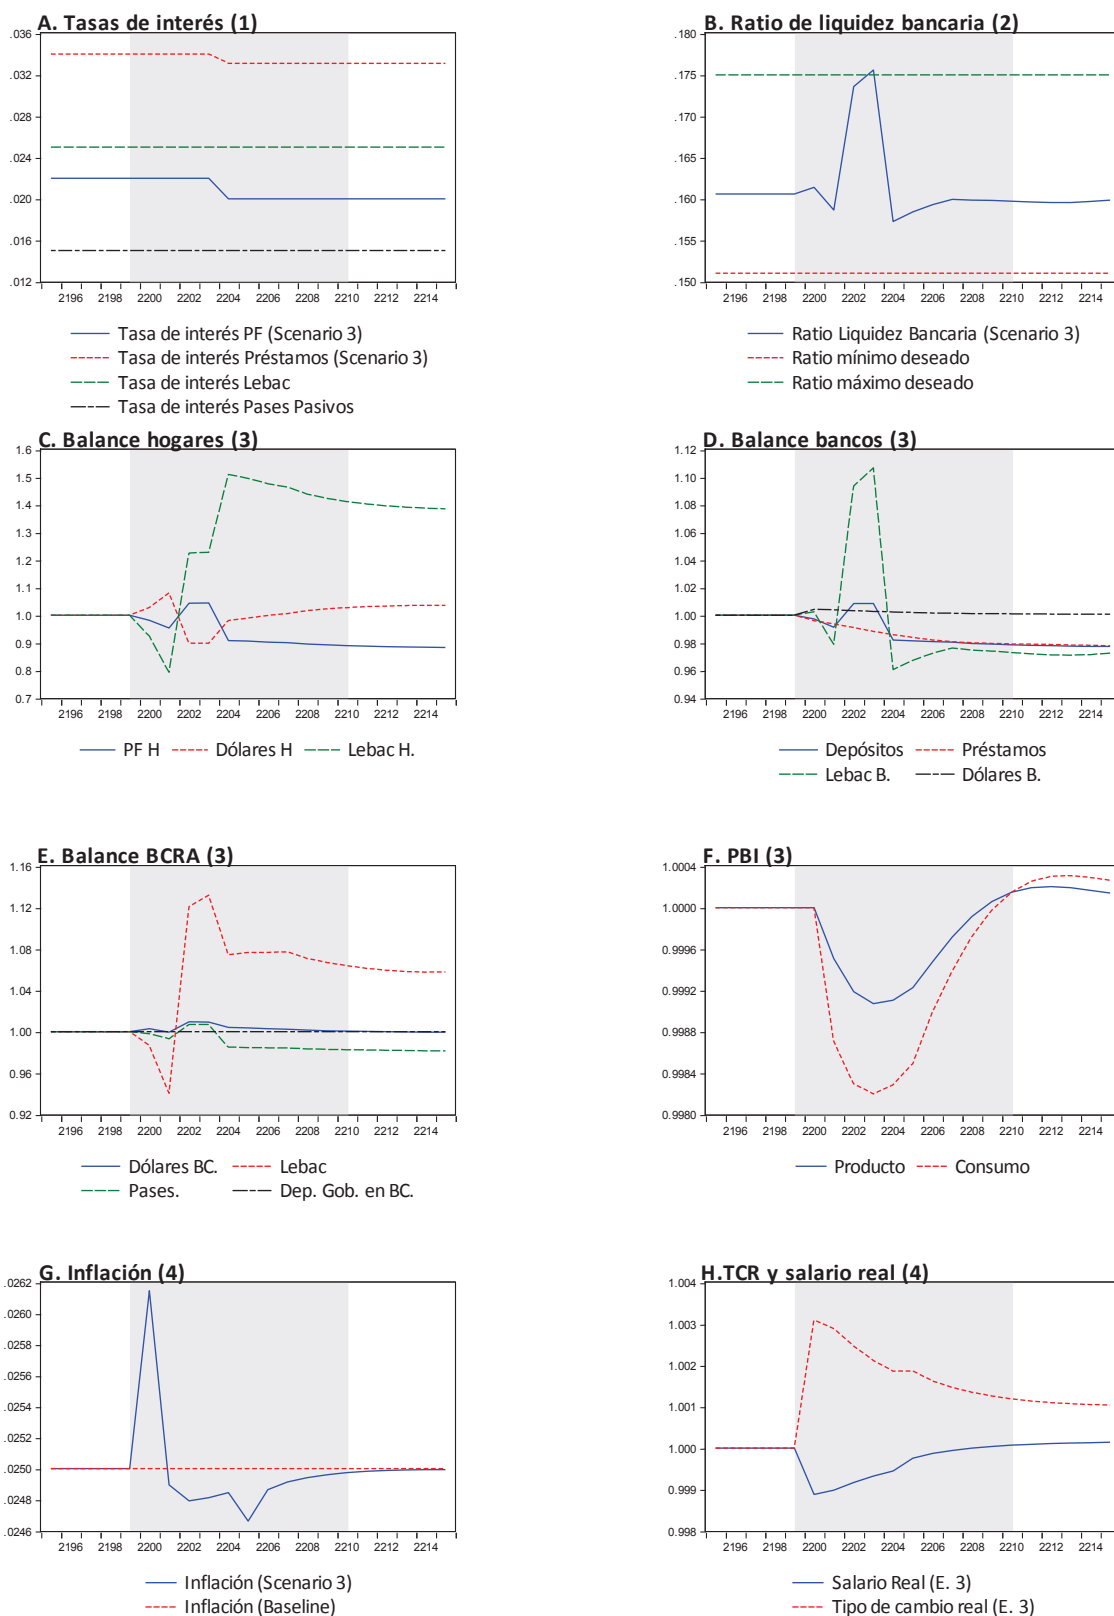 A. Tasas de interés (1)
.036
.032
.028
.024
.020
.016
.012
2196 2198 2200 2202 2204 2206 2208 2210 2212 2214
Tasa de interés PF (Scenario 3)
Tasa de interés Préstamos (Scenario 3)
Tasa de interés Lebac
Tasa de interés Pases Pasivos
B. Ratio de liquidez bancaria (2)
.180
.175
.170
.165
.160
.155
.150
2196 2198 2200 2202 2204 2206 2208 2210 2212 2214
Ratio Liquidez Bancaria (Scenario 3)
Ratio mínimo deseado
Ratio máximo deseado
C. Balance hogares (3)
1.6
1.5
1.4
1.3
1.2
1.1
1.0
0.9
0.8
0.7
2196 2198 2200 2202 2204 2206 2208 2210 2212 2214
PF H Dólares H Lebac H.
D. Balance bancos (3)
1.12
1.10
1.08
1.06
1.04
1.02
1.00
0.98
0.96
0.94
2196 2198 2200 2202 2204 2206 2208 2210 2212 2214
Depósitos Préstamos
Lebac B. Dólares B.
E. Balance BCRA (3)
1.16
1.12
1.08
1.04
1.00
0.96
0.92
2196 2198 2200 2202 2204 2206 2208 2210 2212 2214
Dólares BC. Lebac
Pases. Dep. Gob. en BC.
F. PBI (3)
1.0004
1.0000
0.9996
0.9992
0.9988
0.9984
0.9980
2196 2198 2200 2202 2204 2206 2208 2210 2212 2214
Producto Consumo
G. Inflación (4)
.0262
.0260
.0258
.0256
.0254
.0252
.0250
.0248
.0246
2196 2198 2200 2202 2204 2206 2208 2210 2212 2214
Inflación (Scenario 3)
Inflación (Baseline)
H.TCR y salario real (4)
1.004
1.003
1.002
1.001
1.000
0.999
0.998
2196 2198 2200 2202 2204 2206 2208 2210 2212 2214
Salario Real (E. 3)
Tipo de cambio real (E. 3)